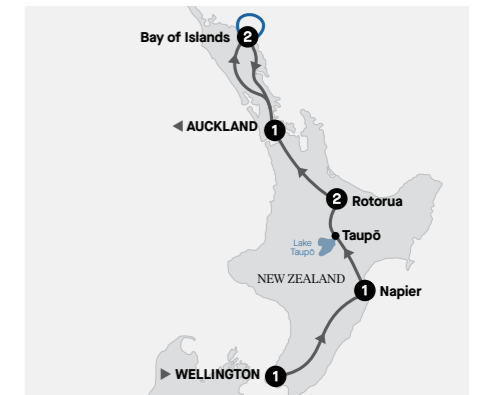 Bay of Islands 2
◀ AUCKLAND 1
2 Rotorua
Taupō
Lake
Taupō
NEW ZEALAND
1 Napier
▶ WELLINGTON 1